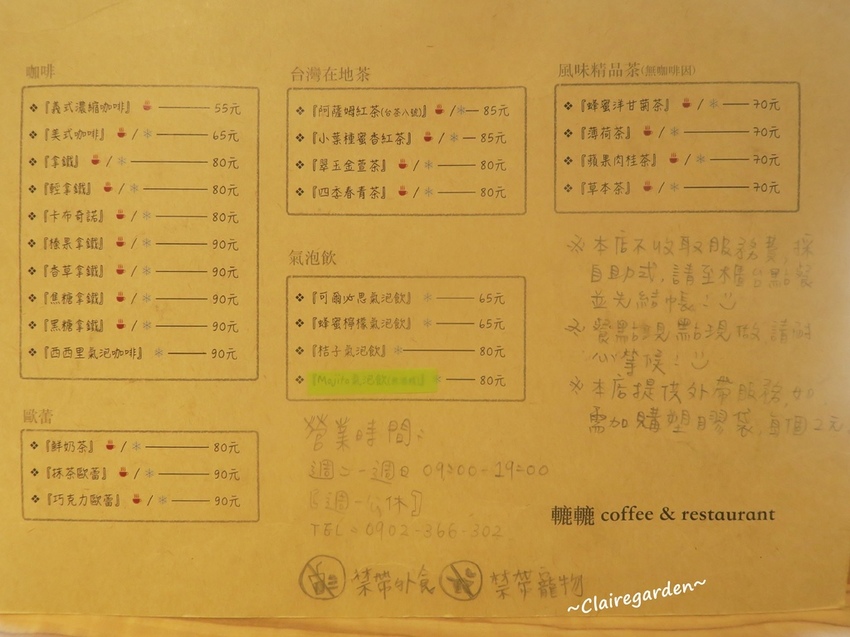 咖啡
❖『義式濃縮咖啡』 55元
❖『美式咖啡』 / 65元
❖『拿鐵』 / 80元
❖『輕拿鐵』 / 80元
❖『卡布奇諾』 / 80元
❖『榛果拿鐵』 / 90元
❖『香草拿鐵』 / 90元
❖『焦糖拿鐵』 / 90元
❖『黑糖拿鐵』 / 90元
❖『西西里氣泡咖啡』 90元
歐蕾
❖『鮮奶茶』 / 80元
❖『抹茶歐蕾』 / 90元
❖『巧克力歐蕾』 / 90元
台灣在地茶
❖『阿薩姆紅茶(台茶八號)』 / 85元
❖『小葉種蜜香紅茶』 / 85元
❖『翠玉金萱茶』 / 80元
❖『四季春青茶』 / 80元
氣泡飲
❖『可爾必思氣泡飲』 65元
❖『蜂蜜檸檬氣泡飲』 65元
❖『桔子氣泡飲』 80元
❖『Mojito氣泡飲 』 80元
營業時間：
週二-週日 09:00-19:00
〖週一公休〗
TEL:0902-366-302
禁帶外食 禁帶寵物
風味精品茶(無咖啡因)
❖『蜂蜜洋甘菊茶』 / 70元
❖『薄荷茶』 / 70元
❖『蘋果肉桂茶』 / 70元
❖『草本茶』 / 70元
※本店不收取服務費,採
自助式,請至櫃台點餐
並先結帳!
※餐點現點現做 請耐
心等候!
※本店提供外帶服務,如
需加購塑膠袋,每個2元
轆轆 coffee & restaurant
~Clairegarden~